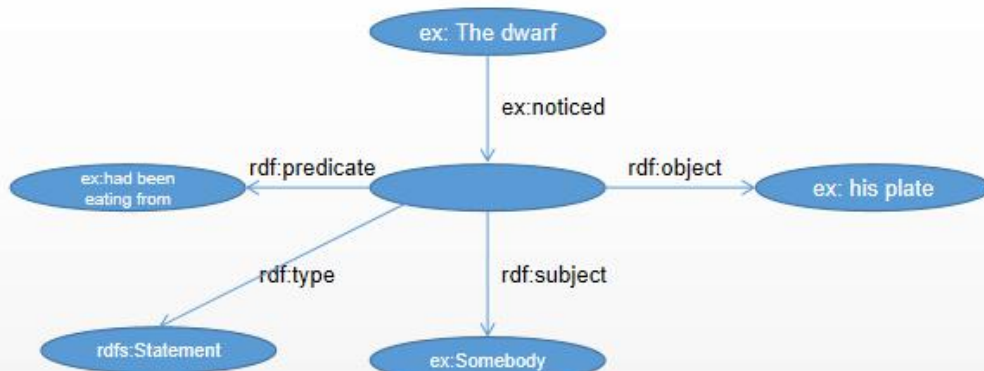 ex: The dwarf
ex:noticed
rdf:predicate
rdf:object
ex:had been
eating from
ex: his plate
rdf:type
rdf:subject
rdfs:Statement
ex:Somebody